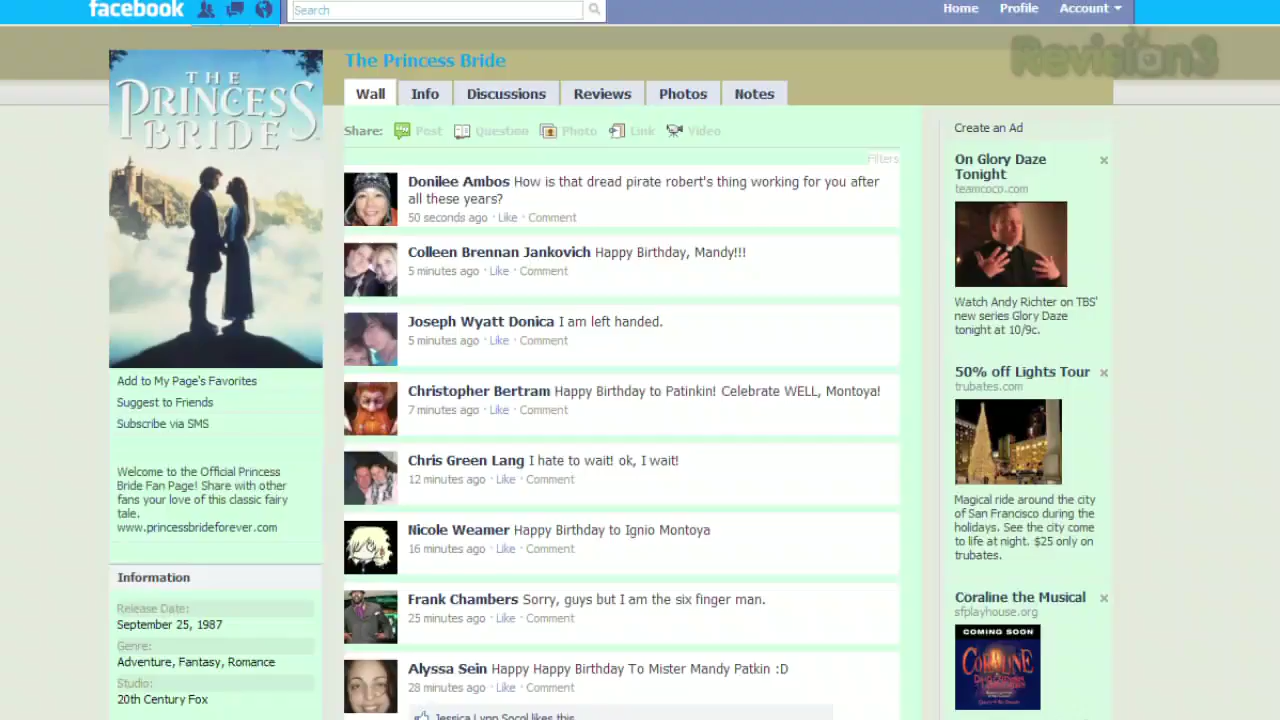 facebook
Search
Home Profile Account
Revision3
THE
PRINCESS
BRIDE
The Princess Bride
Wall Info Discussions Reviews Photos Notes
Share: Post Question Photo Link Video
Filters
Donilee Ambos How is that dread pirate robert's thing working for you after
all these years?
50 seconds ago · Like · Comment
Colleen Brennan Jankovich Happy Birthday, Mandy!!!
5 minutes ago · Like · Comment
Joseph Wyatt Donica I am left handed.
5 minutes ago · Like · Comment
Christopher Bertram Happy Birthday to Patinkin! Celebrate WELL, Montoya!
7 minutes ago · Like · Comment
Chris Green Lang I hate to wait! ok, I wait!
12 minutes ago · Like · Comment
Nicole Weamer Happy Birthday to Ignio Montoya
16 minutes ago · Like · Comment
Frank Chambers Sorry, guys but I am the six finger man.
25 minutes ago · Like · Comment
Alyssa Sein Happy Happy Birthday To Mister Mandy Patkin :D
28 minutes ago · Like · Comment
Jessica Lynn Socol likes this.
Add to My Page's Favorites
Suggest to Friends
Subscribe via SMS
Welcome to the Official Princess
Bride Fan Page! Share with other
fans your love of this classic fairy
tale.
www.princessbrideforever.com
Information
Release Date:
September 25, 1987
Genre:
Adventure, Fantasy, Romance
Studio:
20th Century Fox
Create an Ad
On Glory Daze
Tonight
teamcoco.com
Watch Andy Richter on TBS'
new series Glory Daze
tonight at 10/9c.
50% off Lights Tour
trubates.com
Magical ride around the city
of San Francisco during the
holidays. See the city come
to life at night. $25 only on
trubates.
Coraline the Musical
sfplayhouse.org
COMING SOON
CORALINE